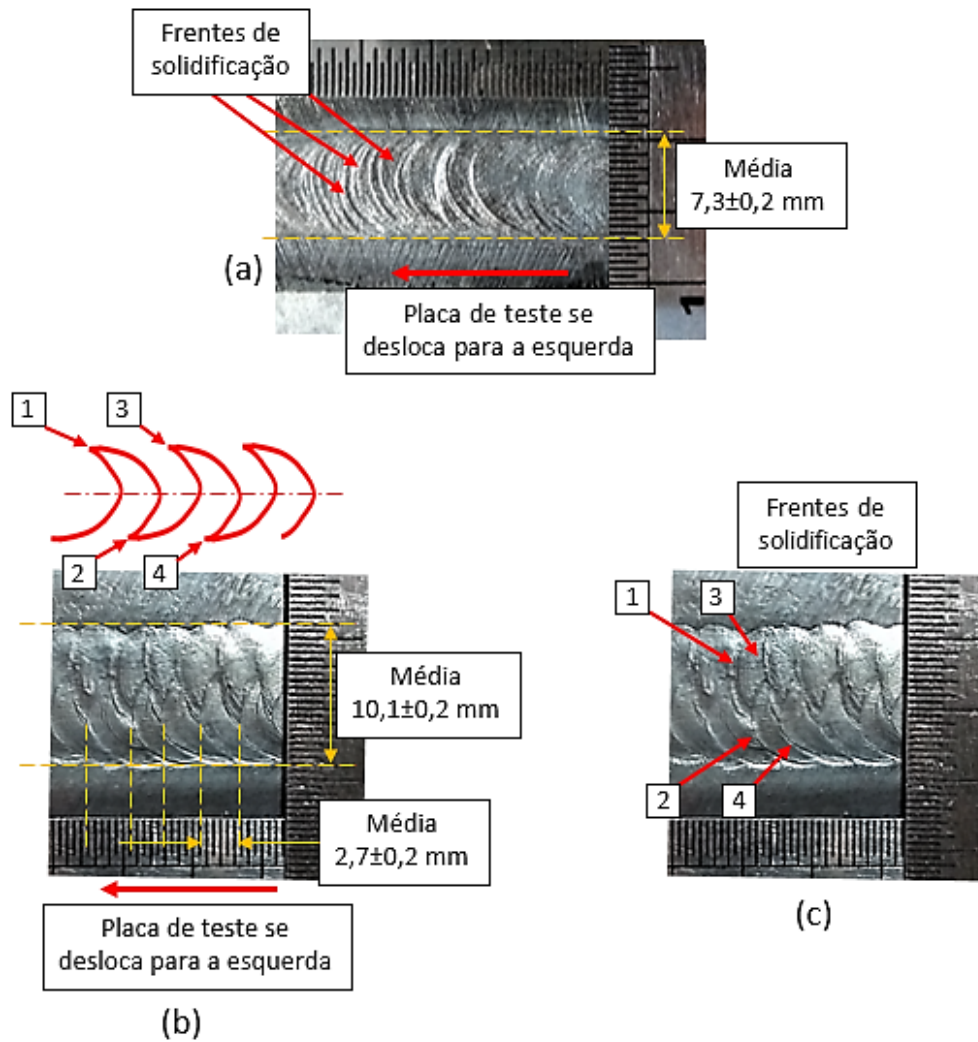 Frentes de
solidificação
Média
7,3±0,2 mm
(a)
Placa de teste se
desloca para a esquerda
1
3
2
4
Média
10,1±0,2 mm
Média
2,7±0,2 mm
Placa de teste se
desloca para a esquerda
(b)
Frentes de
solidificação
1
3
2
4
(c)
1